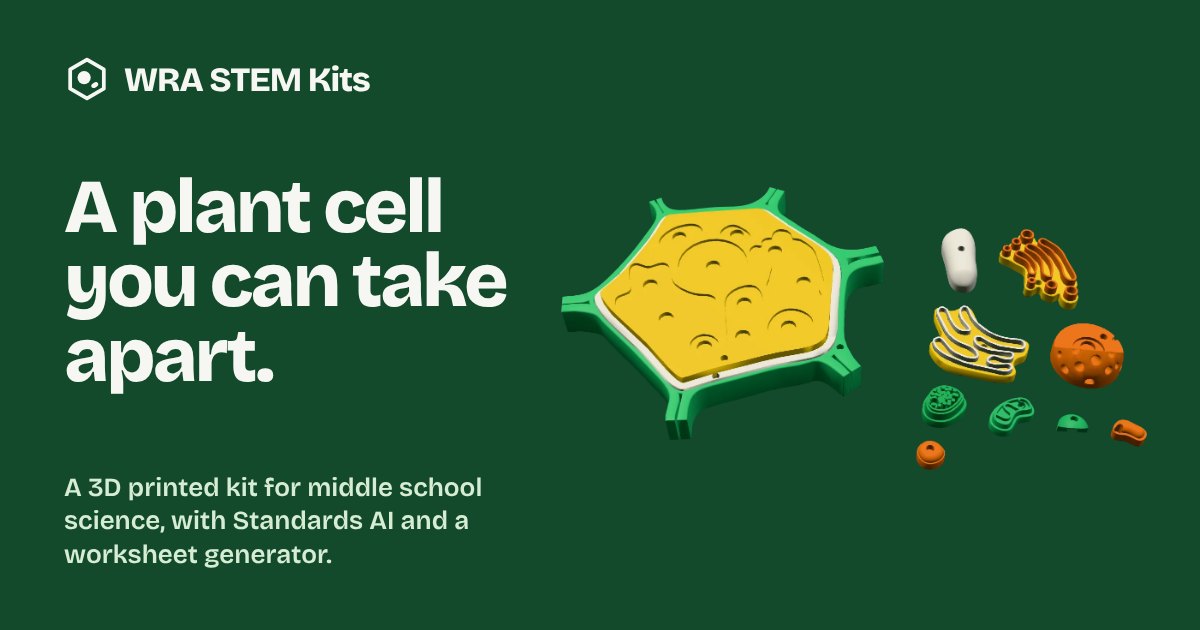 WRA STEM Kits
A plant cell
you can take
apart.
A 3D printed kit for middle school
science, with Standards AI and a
worksheet generator.